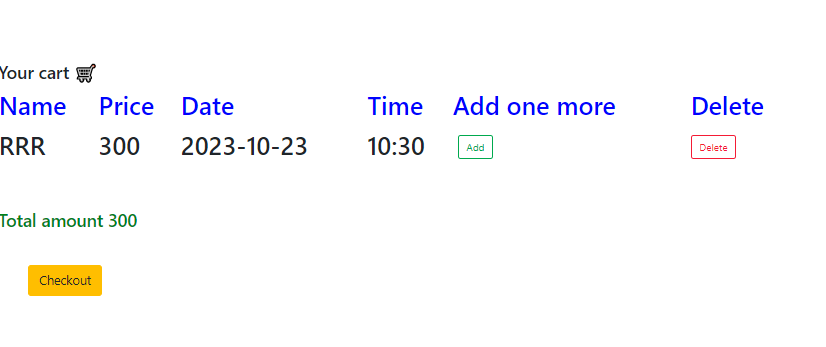 Your cart
Name Price Date Time Add one more Delete
RRR 300 2023-10-23 10:30 Add Delete
Total amount 300
Checkout